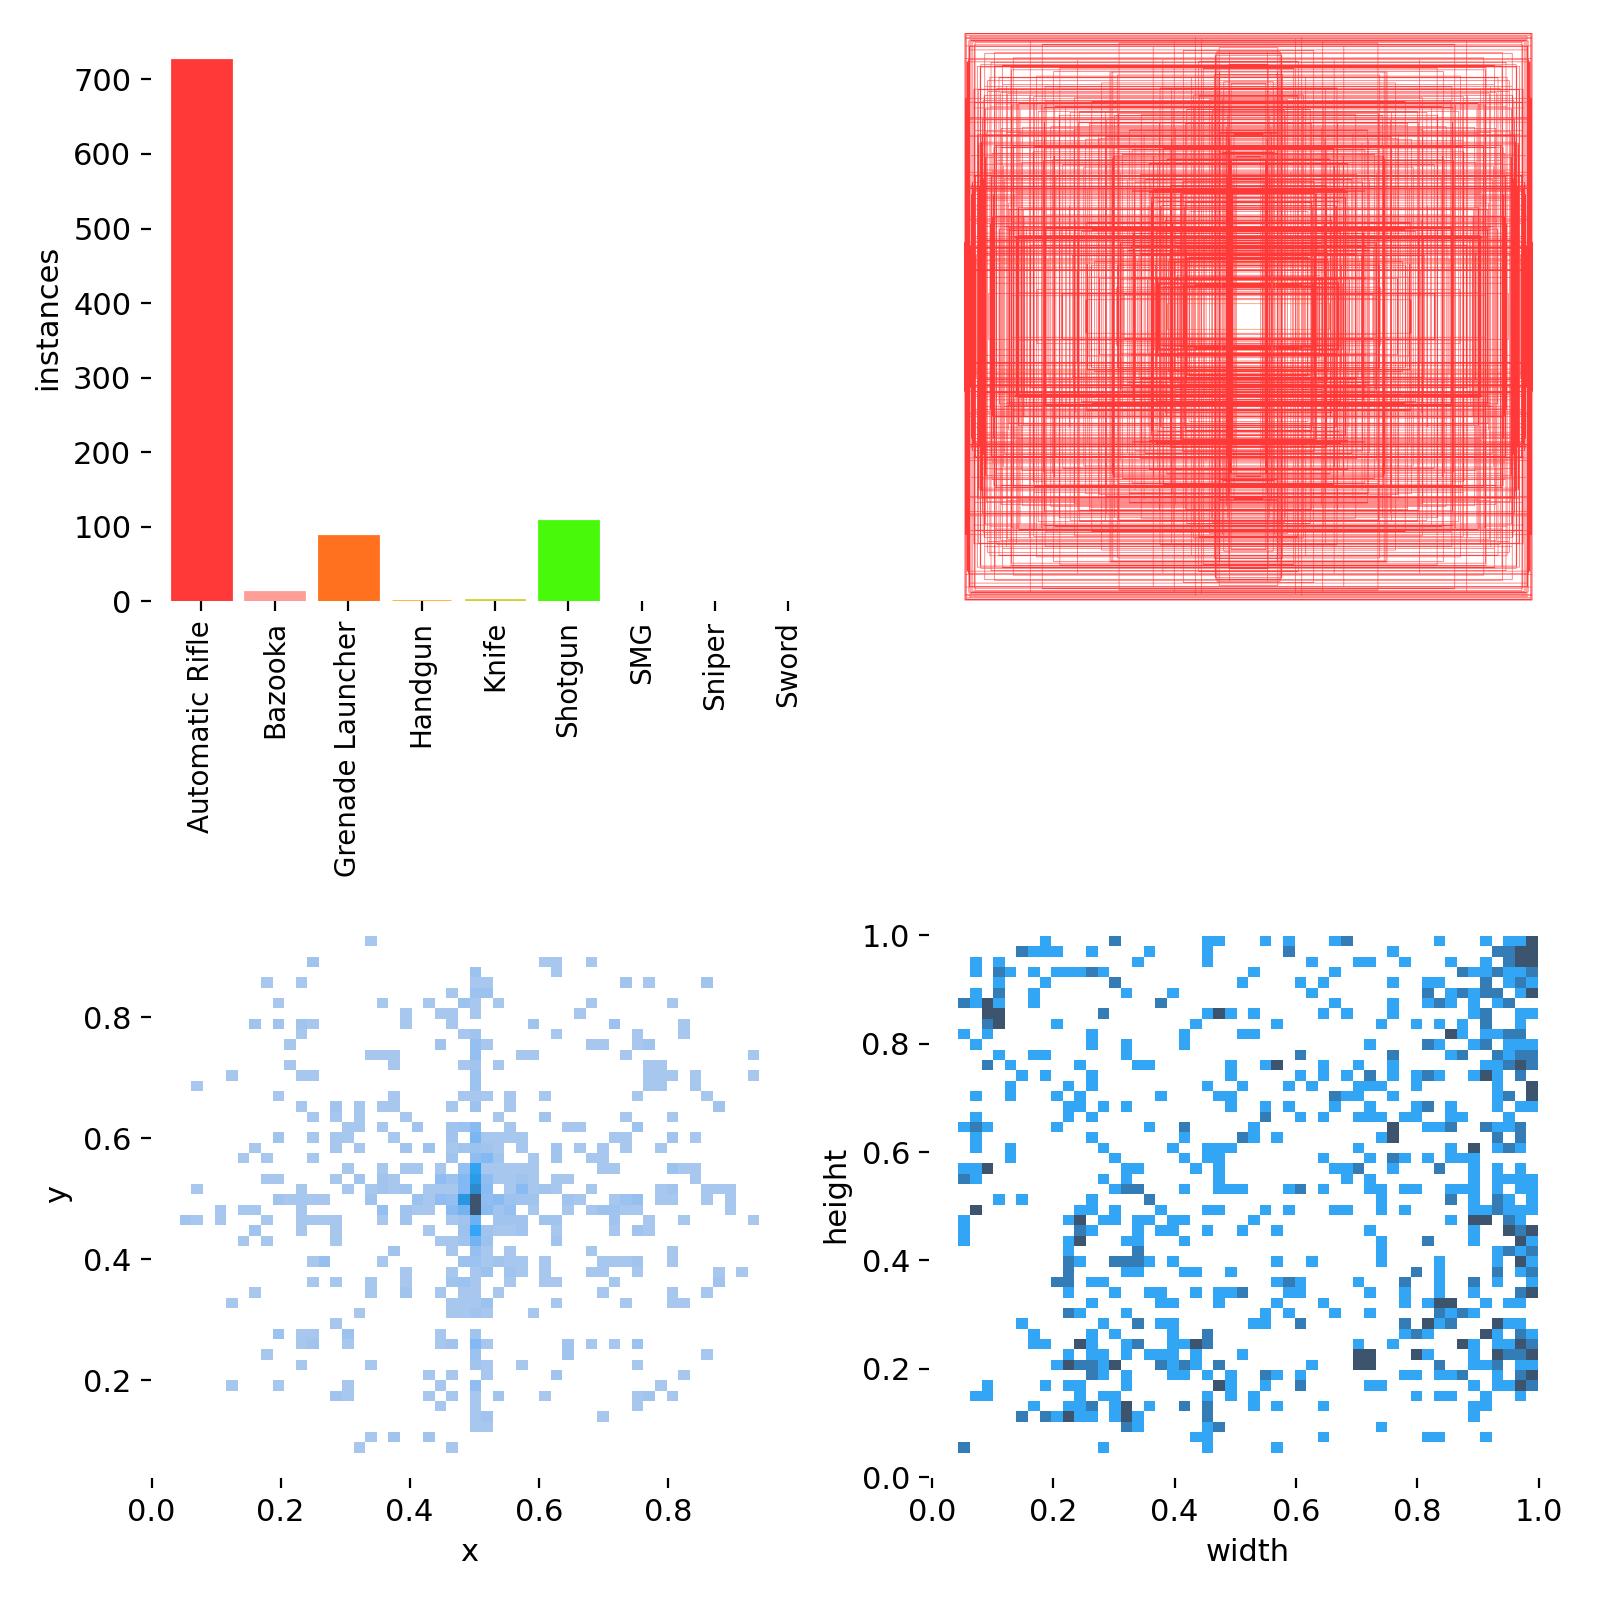 instances
700
600
500
400
300
200
100
0
Automatic Rifle
Bazooka
Grenade Launcher
Handgun
Knife
Shotgun
SMG
Sniper
Sword
y
0.8
0.6
0.4
0.2
0.0 0.2 0.4 0.6 0.8
x
height
1.0
0.8
0.6
0.4
0.2
0.0
0.0 0.2 0.4 0.6 0.8 1.0
width